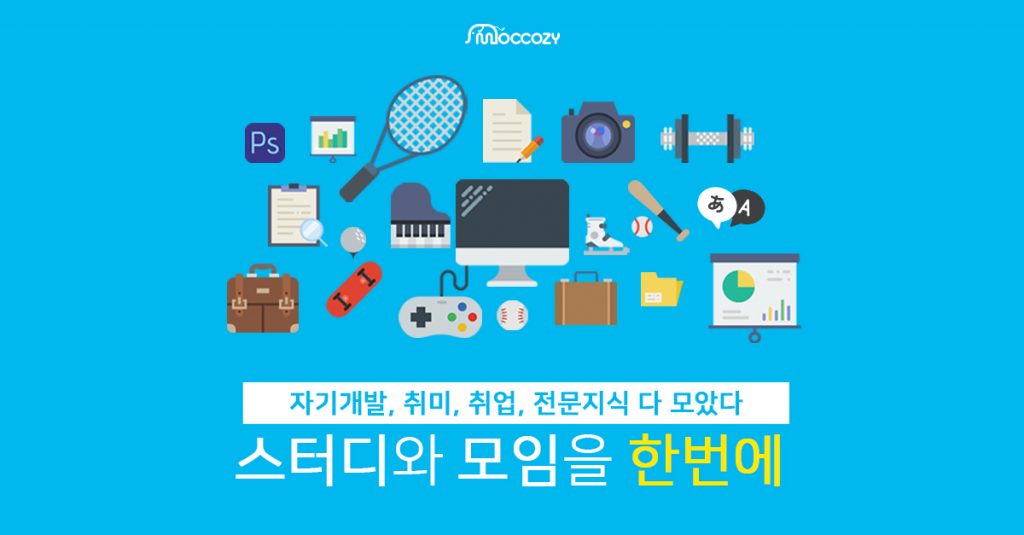 MOCCOZY
Ps
あ A
자기개발, 취미, 취업, 전문지식 다 모았다
스터디와 모임을 한번에